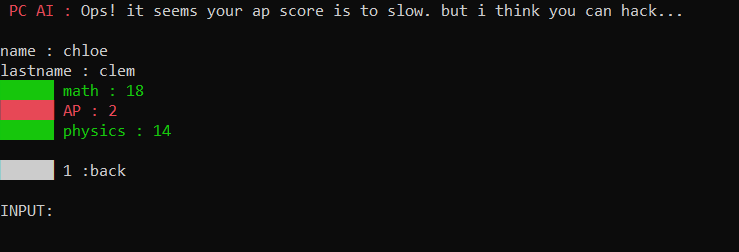 PC AI : Ops! it seems your ap score is to slow. but i think you can hack...
name : chloe
lastname : clem
math : 18
AP : 2
physics : 14
1 :back
INPUT: